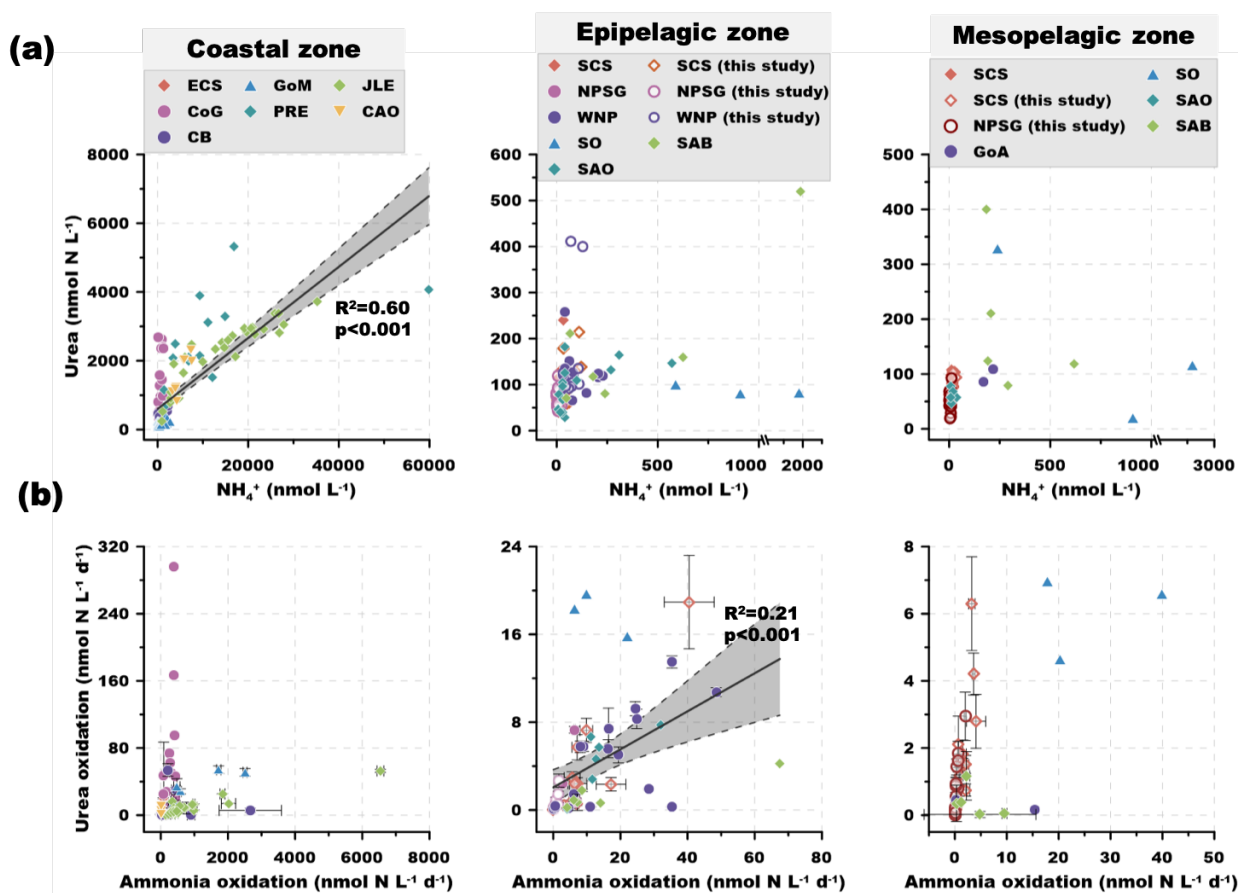 (a)
Coastal zone
ECS GoM JLE
CoG PRE CAO
CB
Epipelagic zone
SCS SCS (this study)
NPSG NPSG (this study)
WNP WNP (this study)
SO SAB
SAO
Mesopelagic zone
SCS SO
SCS (this study) SAO
NPSG (this study) SAB
GoA
Urea (nmol N L⁻¹)
8000
6000
4000
2000
0
R²=0.60
p<0.001
0 20000 40000 60000
NH₄⁺ (nmol L⁻¹)
600
500
400
300
200
100
0
0 500 1000 2000
NH₄⁺ (nmol L⁻¹)
500
400
300
200
100
0
0 500 1000 3000
NH₄⁺ (nmol L⁻¹)
(b)
Urea oxidation (nmol N L⁻¹ d⁻¹)
320
240
160
80
0
0 2000 4000 6000 8000
Ammonia oxidation (nmol N L⁻¹ d⁻¹)
24
16
8
0
R²=0.21
p<0.001
0 20 40 60 80
Ammonia oxidation (nmol N L⁻¹ d⁻¹)
8
6
4
2
0
0 10 20 30 40 50
Ammonia oxidation (nmol N L⁻¹ d⁻¹)